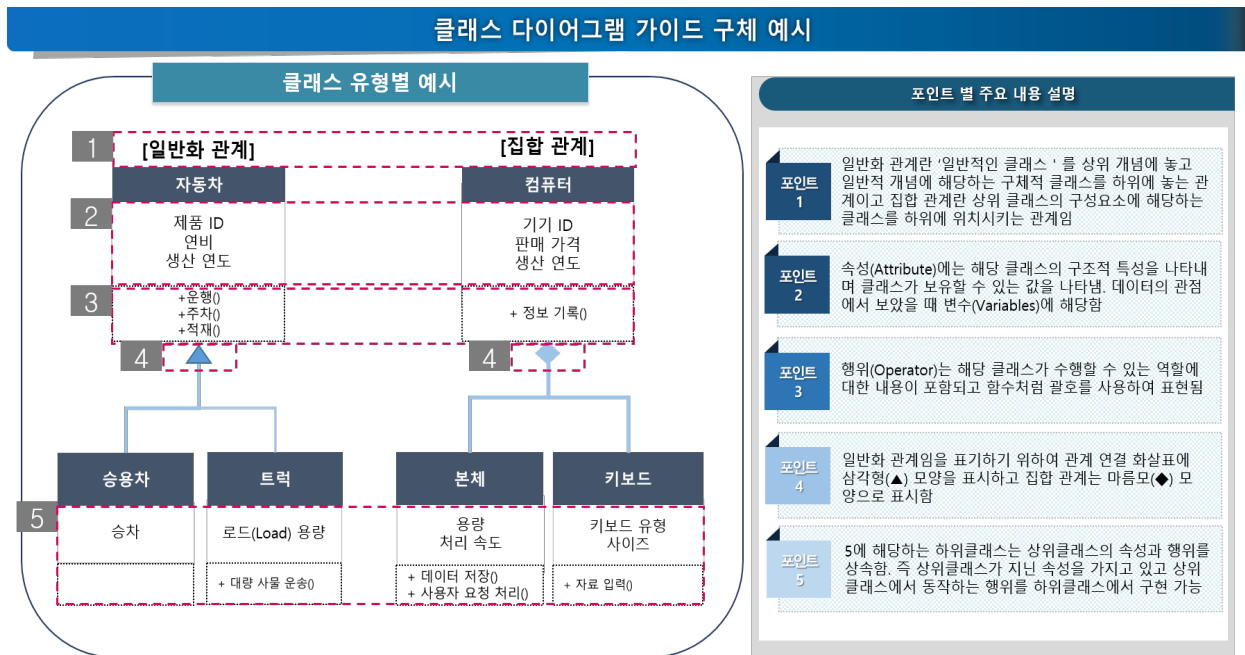 클래스 다이어그램 가이드 구체 예시
클래스 유형별 예시
1
[일반화 관계]
[집합 관계]
자동차
컴퓨터
2
제품 ID
연비
생산 연도
기기 ID
판매 가격
생산 연도
3
+운행()
+주차()
+적재()
+ 정보 기록()
4
4
승용차
트럭
본체
키보드
5
승차
로드(Load) 용량
용량
처리 속도
키보드 유형
사이즈
+ 대량 사물 운송()
+ 데이터 저장()
+ 사용자 요청 처리()
+ 자료 입력()
포인트 별 주요 내용 설명
포인트
1
일반화 관계란 '일반적인 클래스 ' 를 상위 개념에 놓고
일반적 개념에 해당하는 구체적 클래스를 하위에 놓는 관
계이고 집합 관계란 상위 클래스의 구성요소에 해당하는
클래스를 하위에 위치시키는 관계임
포인트
2
속성(Attribute)에는 해당 클래스의 구조적 특성을 나타내
며 클래스가 보유할 수 있는 값을 나타냄. 데이터의 관점
에서 보았을 때 변수(Variables)에 해당함
포인트
3
행위(Operator)는 해당 클래스가 수행할 수 있는 역할에
대한 내용이 포함되고 함수처럼 괄호를 사용하여 표현됨
포인트
4
일반화 관계임을 표기하기 위하여 관계 연결 화살표에
삼각형(▲) 모양을 표시하고 집합 관계는 마름모(◆) 모
양으로 표시함
포인트
5
5에 해당하는 하위클래스는 상위클래스의 속성과 행위를
상속함. 즉 상위클래스가 지닌 속성을 가지고 있고 상위
클래스에서 동작하는 행위를 하위클래스에서 구현 가능